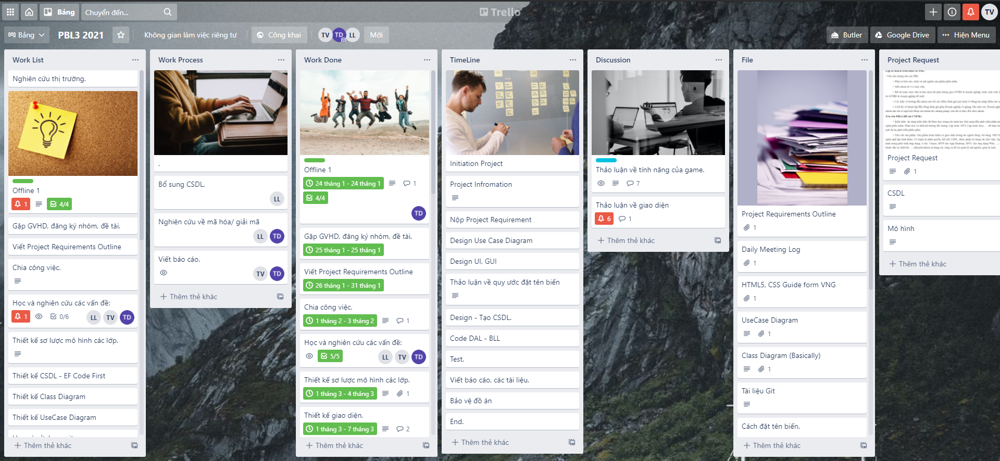 Bảng
Chuyển đến...
Trello
TV
Bảng
PBL3 2021
Không gian làm việc riêng tư
Công khai
TV
TD
LL
Mời
Butler
Google Drive
Hiện Menu
Work List
Nghiên cứu thị trường.
Offline 1
1
4/4
Gặp GVHD, đăng ký nhóm, đề tài.
Viết Project Requirements Outline
Chia công việc.
Học và nghiên cứu các vấn đề:
1
0/6
LL
TV
TD
Thiết kế sơ lược mô hình các lớp.
Thiết kế CSDL - EF Code First
Thiết kế Class Diagram
Thiết kế UseCase Diagram
Thêm thẻ khác
Work Process
.
Bổ sung CSDL.
LL
Nghiên cứu về mã hóa/ giải mã
LL
TD
Viết báo cáo.
TV
TD
Thêm thẻ khác
Work Done
Offline 1
24 tháng 1 - 24 tháng 1
1
4/4
TD
Gặp GVHD, đăng ký nhóm, đề tài.
25 tháng 1 - 25 tháng 1
Viết Project Requirements Outline
26 tháng 1 - 31 tháng 1
Chia công việc.
1 tháng 2 - 3 tháng 2
1
Học và nghiên cứu các vấn đề:
5/5
LL
TV
TD
Thiết kế sơ lược mô hình các lớp.
1 tháng 3 - 4 tháng 3
1
Thiết kế giao diện.
1 tháng 3 - 7 tháng 3
2
Thêm thẻ khác
TimeLine
Initiation Project
Project Infromation
Nộp Project Requirement
Design Use Case Diagram
Design UI, GUI
Thảo luận về quy ước đặt tên biến
Design - Tạo CSDL.
Code DAL - BLL
Test.
Viết báo cáo, các tài liệu.
Bảo vệ đồ án
End.
Thêm thẻ khác
Discussion
Thảo luận về tính năng của game.
7
Thảo luận về giao diện
6
1
Thêm thẻ khác
File
Project Requirements Outline
1
Daily Meeting Log
1
HTML5, CSS Guide form VNG
1
UseCase Diagram
1
Class Diagram (Basically)
1
Tài liệu Git
Cách đặt tên biến.
Thêm thẻ khác
Project Request
Project Request
1
CSDL
Mô hình
Thêm thẻ khác